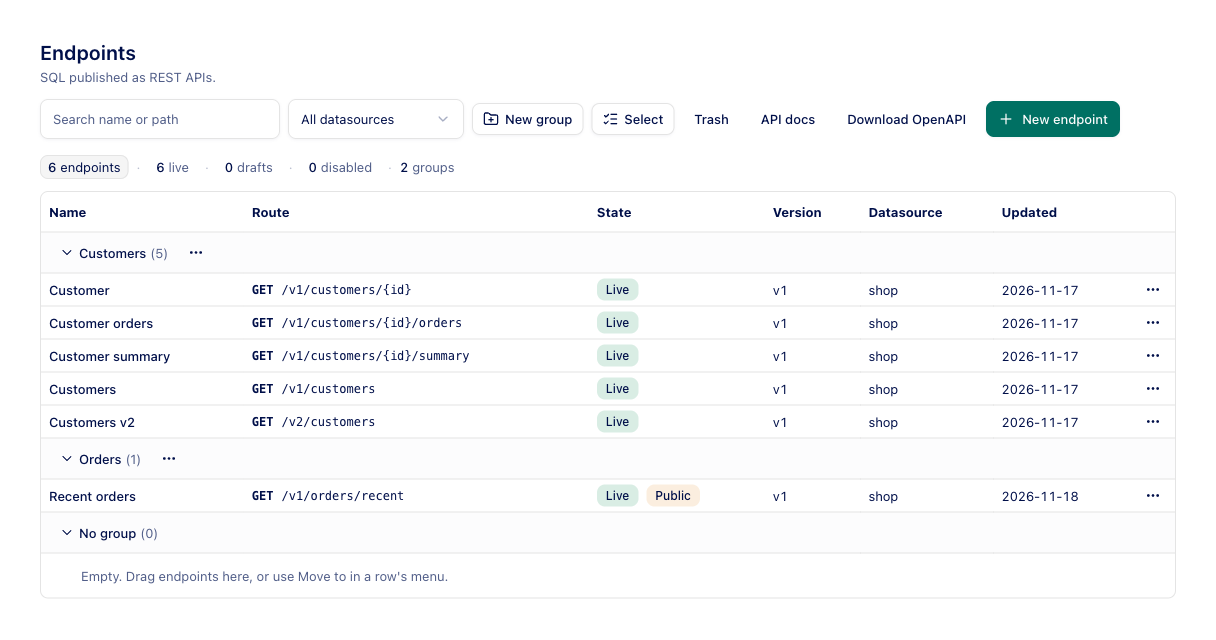 Endpoints
SQL published as REST APIs.
Search name or path All datasources New group Select Trash API docs Download OpenAPI + New endpoint
6 endpoints · 6 live · 0 drafts · 0 disabled · 2 groups
Name Route State Version Datasource Updated
Customers (5) ···
Customer GET /v1/customers/{id} Live v1 shop 2026-11-17 ···
Customer orders GET /v1/customers/{id}/orders Live v1 shop 2026-11-17 ···
Customer summary GET /v1/customers/{id}/summary Live v1 shop 2026-11-17 ···
Customers GET /v1/customers Live v1 shop 2026-11-17 ···
Customers v2 GET /v2/customers Live v1 shop 2026-11-17 ···
Orders (1) ···
Recent orders GET /v1/orders/recent Live Public v1 shop 2026-11-18 ···
No group (0)
Empty. Drag endpoints here, or use Move to in a row's menu.